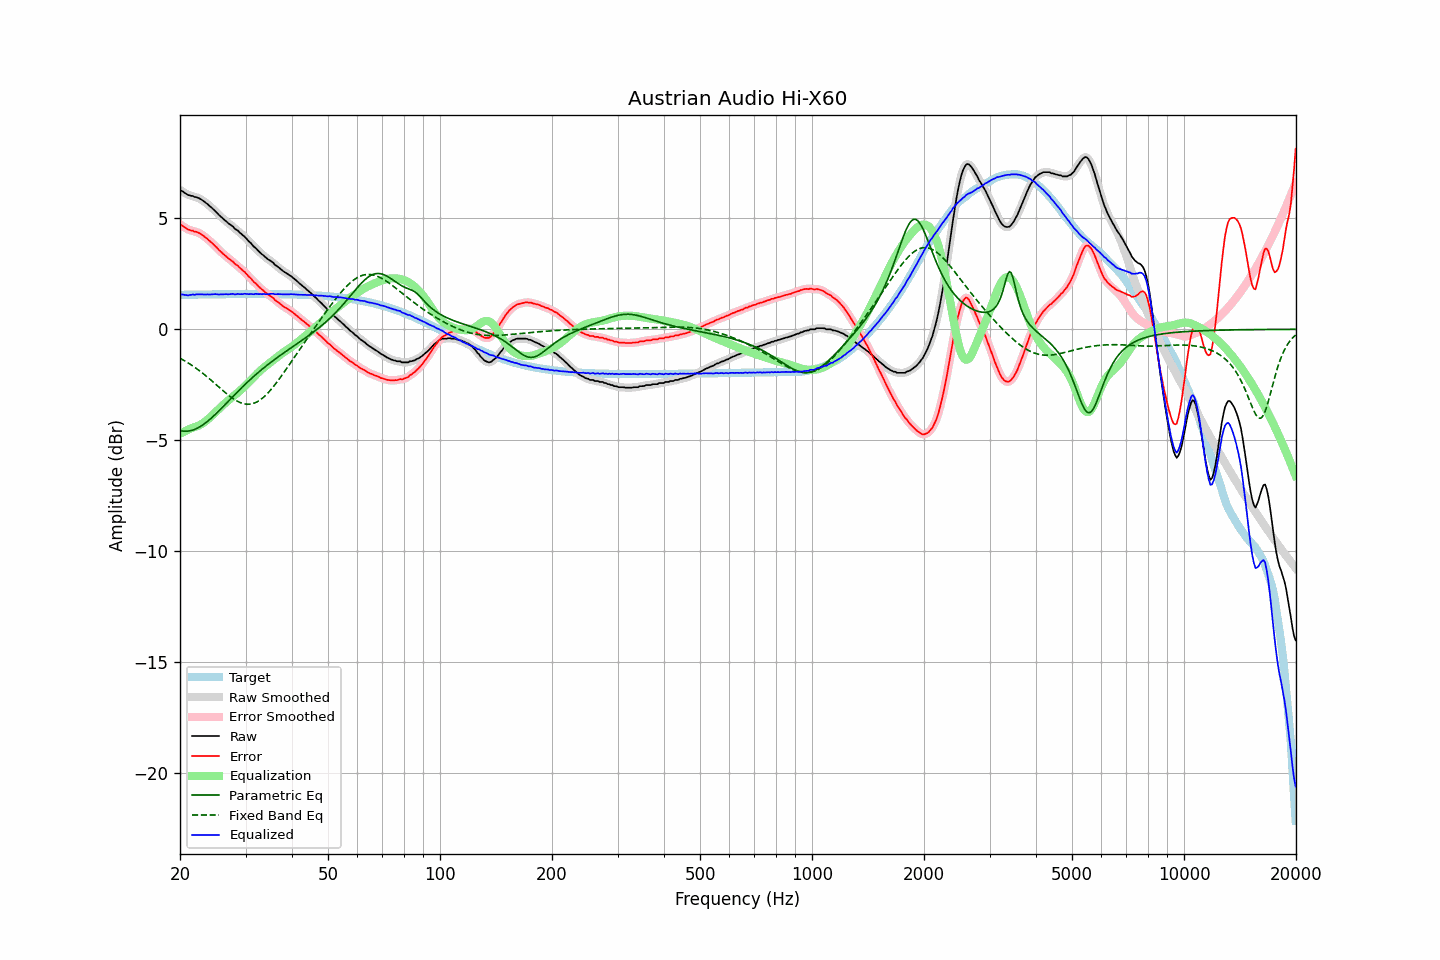 Austrian Audio Hi-X60
Amplitude (dBr)
5
0
−5
−10
−15
−20
Target
Raw Smoothed
Error Smoothed
Raw
Error
Equalization
Parametric Eq
Fixed Band Eq
Equalized
20 50 100 200 500 1000 2000 5000 10000 20000
Frequency (Hz)